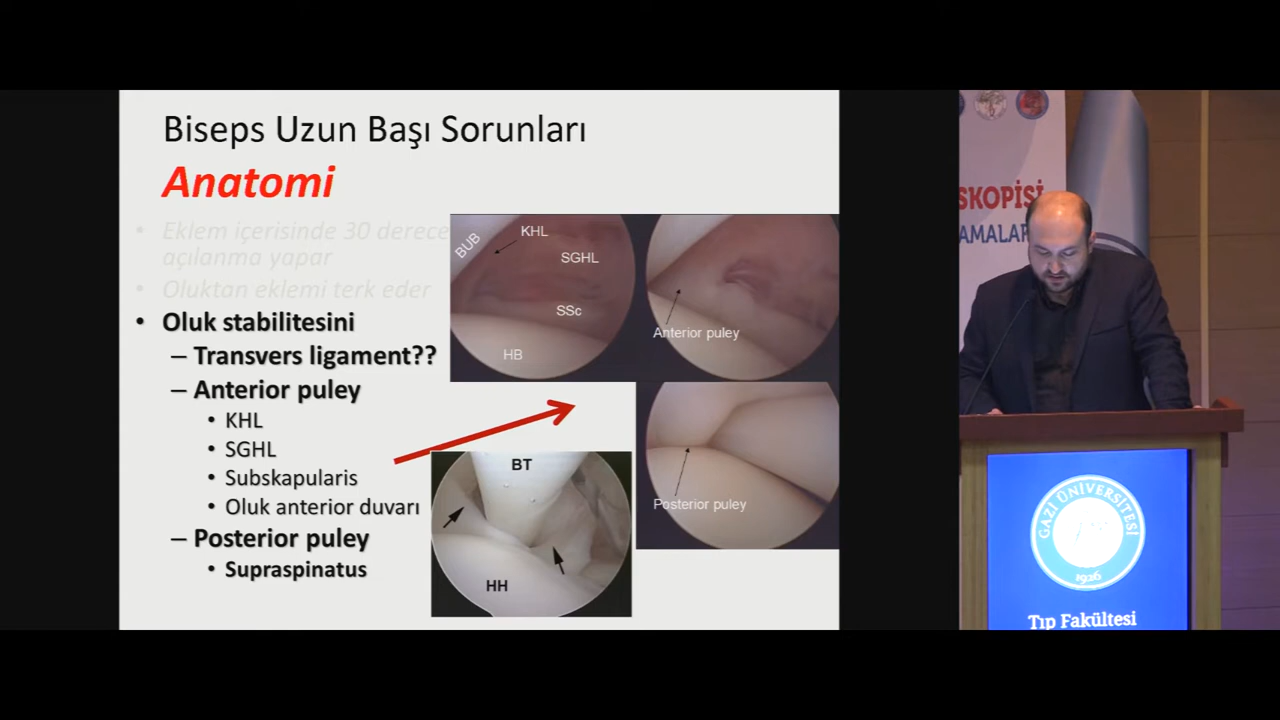 Biseps Uzun Başı Sorunları
Anatomi
• Eklem içerisinde 30 derece
açılanma yapar
• Oluktan eklemi terk eder
• Oluk stabilitesini
– Transvers ligament??
– Anterior puley
• KHL
• SGHL
• Subskapularis
• Oluk anterior duvarı
– Posterior puley
• Supraspinatus
BUB
KHL
SGHL
SSc
HB
Anterior puley
Posterior puley
BT
HH
SKOPİSİ
AMALAR
GAZİ ÜNİVERSİTESİ
1926
Tıp Fakültesi